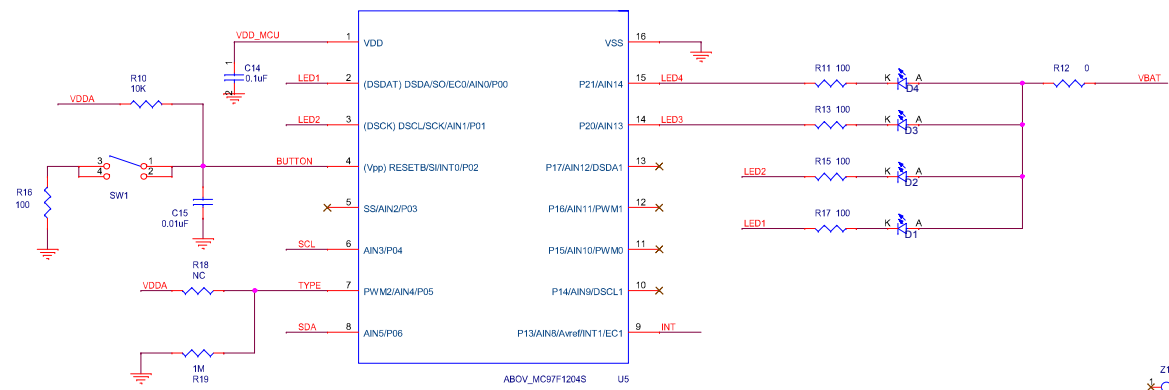 VDD_MCU
1
VDD
VSS
16
C14
0.1uF
1
2
R10
10K
VDDA
LED1
2
(DSDAT) DSDA/SO/EC0/AIN0/P00
P21/AIN14
15
LED4
R11 100
K
A
D4
R12 0
VBAT
LED2
3
(DSCK) DSCL/SCK/AIN1/P01
P20/AIN13
14
LED3
R13 100
K
A
D3
3
4
1
2
SW1
BUTTON
4
(Vpp) RESETB/SI/INT0/P02
P17/AIN12/DSDA1
13
LED2
R15 100
K
A
D2
R16
100
C15
0.01uF
5
SS/AIN2/P03
P16/AIN11/PWM1
12
LED1
R17 100
K
A
D1
SCL
6
AIN3/P04
P15/AIN10/PWM0
11
R18
NC
VDDA
TYPE
7
PWM2/AIN4/P05
P14/AIN9/DSCL1
10
SDA
8
AIN5/P06
P13/AIN8/Avref/INT1/EC1
9
INT
1M
R19
ABOV_MC97F1204S
U5
Z1
1